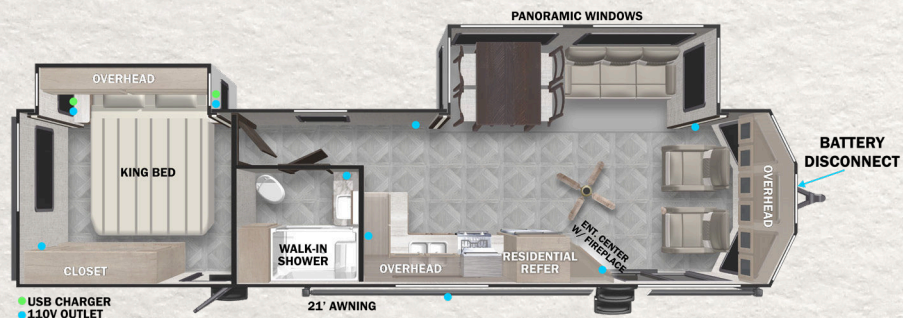 PANORAMIC WINDOWS
OVERHEAD
KING BED
CLOSET
WALK-IN
SHOWER
OVERHEAD
RESIDENTIAL
REFER
ENT. CENTER
W/ FIREPLACE
OVERHEAD
BATTERY
DISCONNECT
21' AWNING
USB CHARGER
110V OUTLET